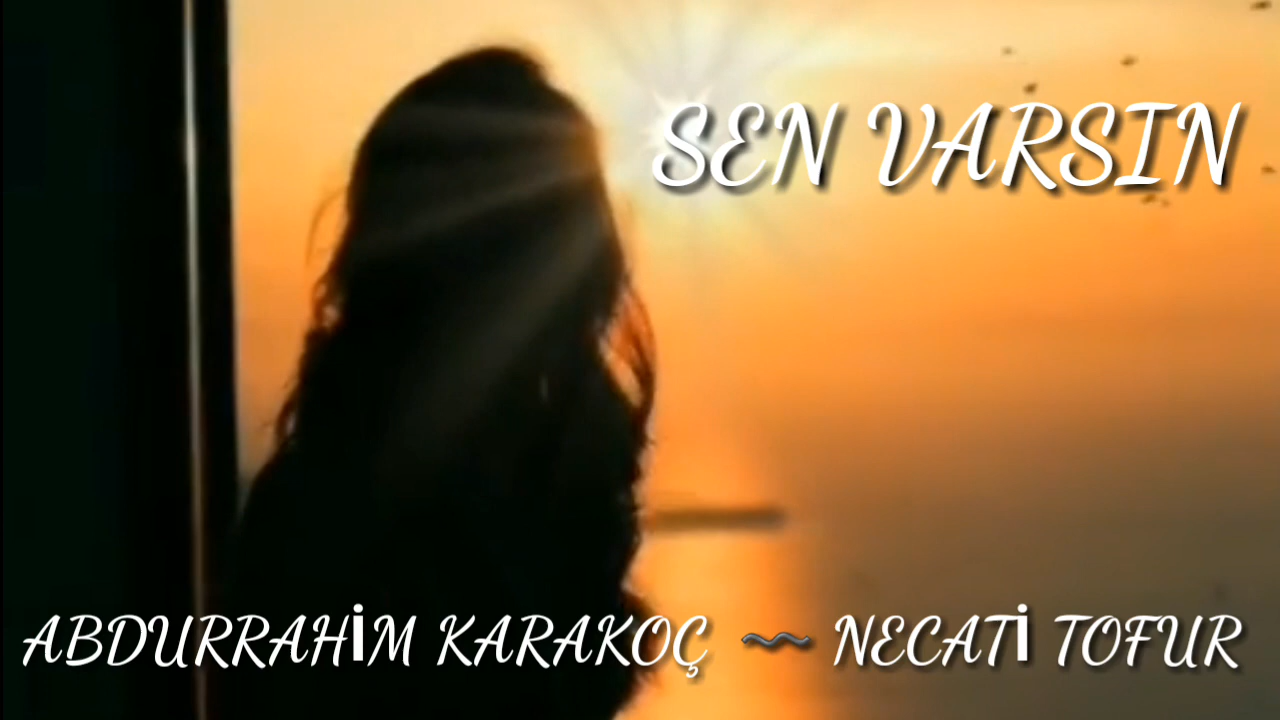 SEN VARSIN
ABDURRAHİM KARAKOÇ 〰 NECATİ TOFUR